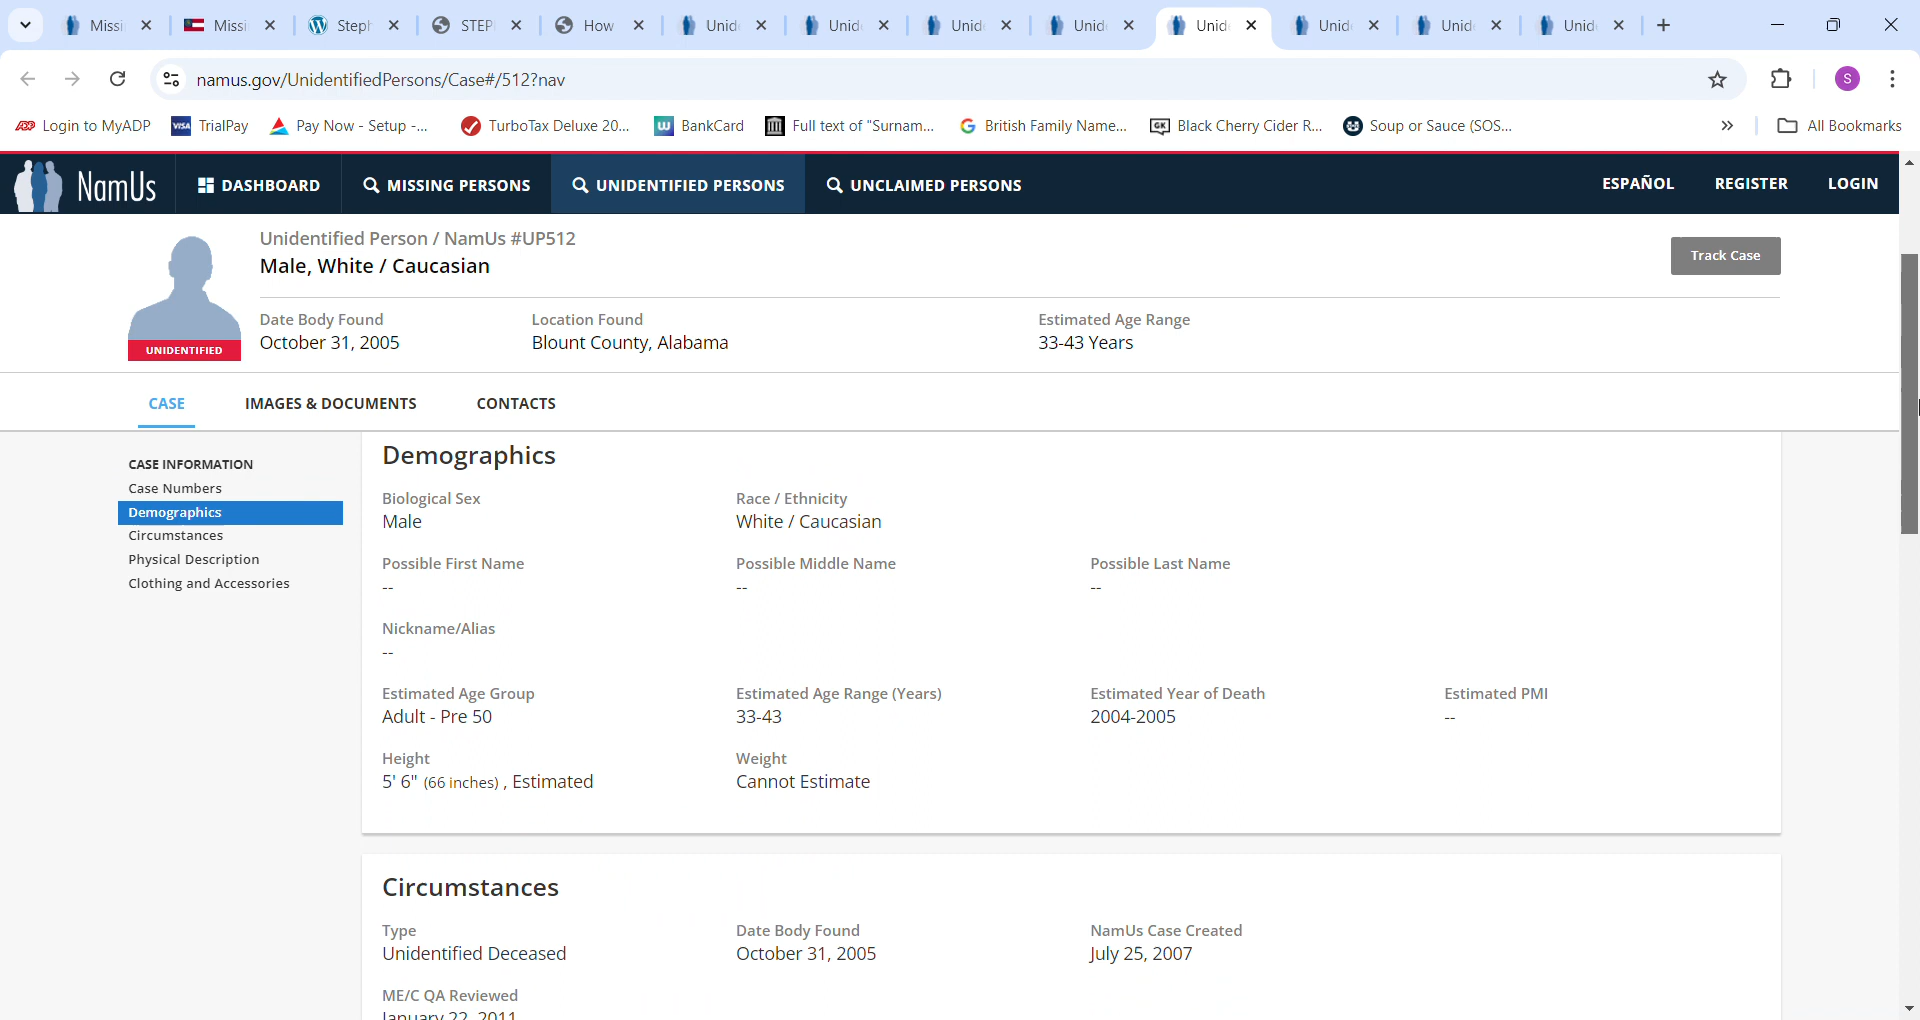 Missi Missi Steph STEP How Unid Unid Unid Unid Unid Unid Unid Unid
namus.gov/UnidentifiedPersons/Case#/512?nav S
Login to MyADP VISA TrialPay Pay Now - Setup -... TurboTax Deluxe 20... BankCard Full text of "Surnam... British Family Name... GK Black Cherry Cider R... Soup or Sauce (SOS... » All Bookmarks
NamUs DASHBOARD MISSING PERSONS UNIDENTIFIED PERSONS UNCLAIMED PERSONS ESPAÑOL REGISTER LOGIN
Unidentified Person / NamUs #UP512
Male, White / Caucasian
Track Case
Date Body Found Location Found Estimated Age Range
October 31, 2005 Blount County, Alabama 33-43 Years
UNIDENTIFIED
CASE IMAGES & DOCUMENTS CONTACTS
CASE INFORMATION
Case Numbers
Demographics
Circumstances
Physical Description
Clothing and Accessories
Demographics
Biological Sex Race / Ethnicity
Male White / Caucasian
Possible First Name Possible Middle Name Possible Last Name
-- -- --
Nickname/Alias
--
Estimated Age Group Estimated Age Range (Years) Estimated Year of Death Estimated PMI
Adult - Pre 50 33-43 2004-2005 --
Height Weight
5' 6" (66 inches) , Estimated Cannot Estimate
Circumstances
Type Date Body Found NamUs Case Created
Unidentified Deceased October 31, 2005 July 25, 2007
ME/C QA Reviewed
January 22, 2011